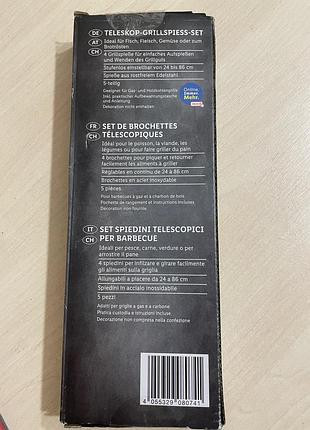 DE TELESKOP-GRILLSPIESS-SET
AT Ideal für Fisch, Fleisch, Gemüse oder zum
Brotrösten
CH 4 Grillspieße für einfaches Aufspießen
und Wenden des Grillguts
Stufenlos einstellbar von 24 bis 86 cm
Spieße aus rostfreiem Edelstahl
5-teilig
Geeignet für Gas- und Holzkohlegrills
Inkl. praktischer Aufbewahrungstasche
und Anleitung
Dekoration nicht enthalten
Online.
Immer.
Mehr.
FR SET DE BROCHETTES
CH TÉLESCOPIQUES
Idéal pour le poisson, la viande, les
légumes ou pour faire griller du pain
4 brochettes pour piquer et retourner
facilement les aliments à griller
Réglables en continu de 24 à 86 cm
Brochettes en acier inoxydable
5 pièces
Pour barbecues à gaz et à charbon de bois
Pochette de rangement et instructions incluses
Décoration non fournie
IT SET SPIEDINI TELESCOPICI
CH PER BARBECUE
Ideali per pesce, carne, verdure o per
arrostire il pane
4 spiedini per infilzare e girare facilmente
gli alimenti sulla griglia
Allungabili a piacere da 24 a 86 cm
Spiedini in acciaio inossidabile
5 pezzi
Adatti per griglie a gas e a carbone
Pratica custodia e istruzioni incluse
Decorazione non compresa nella confezione
4 055329 080741